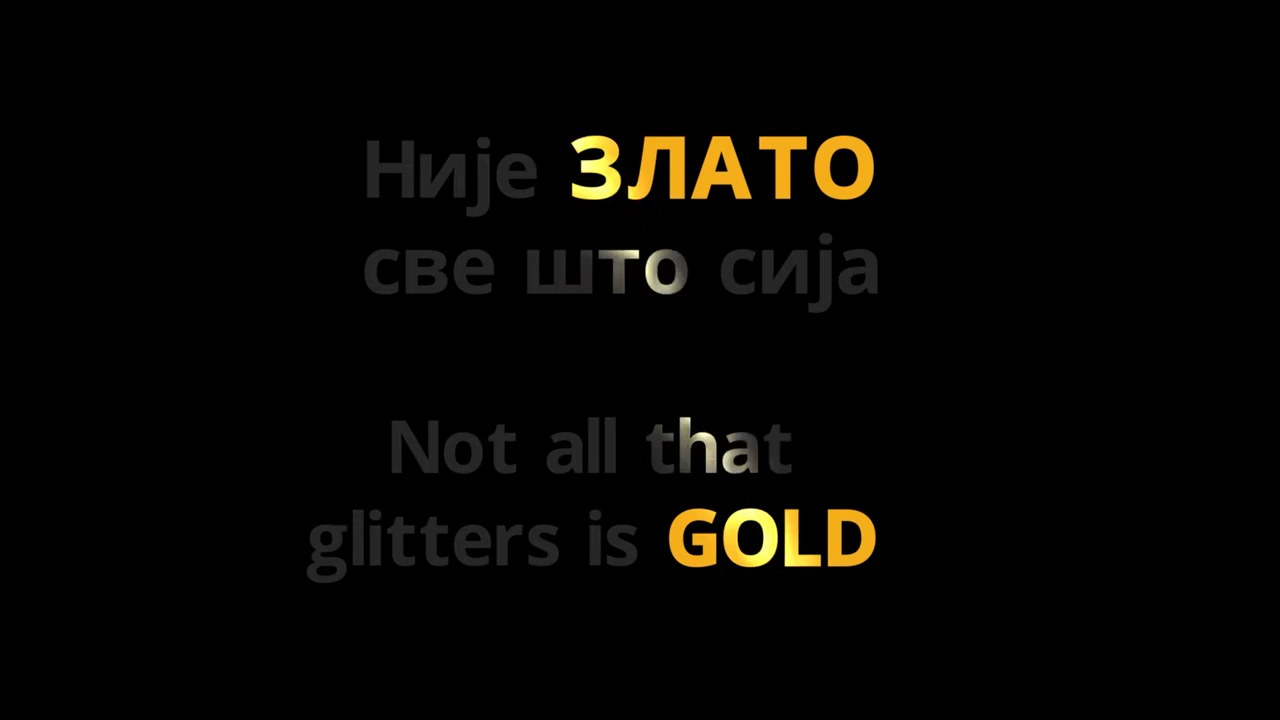 Није ЗЛАТО
све што сија
Not all that
glitters is GOLD